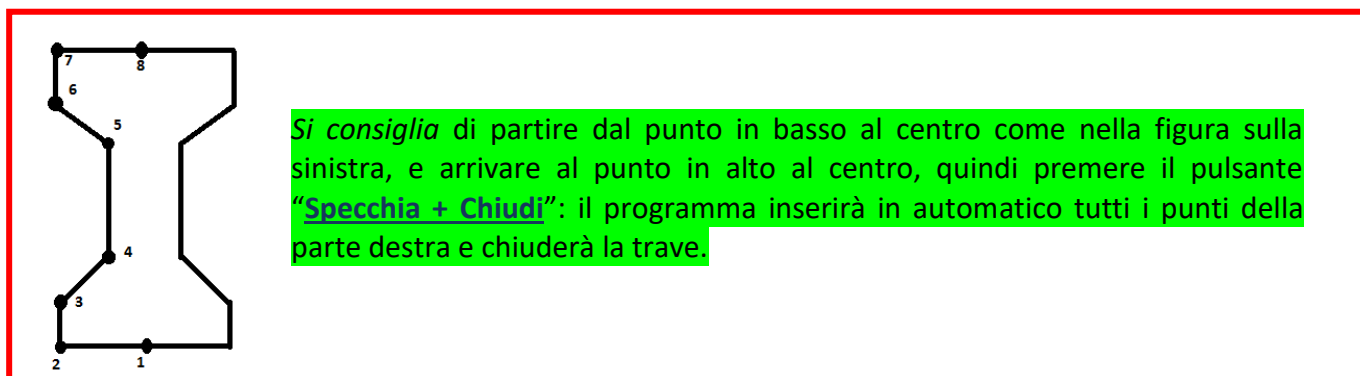 7
8
6
5
4
3
2
1
Si consiglia di partire dal punto in basso al centro come nella figura sulla
sinistra, e arrivare al punto in alto al centro, quindi premere il pulsante
“Specchia + Chiudi”: il programma inserirà in automatico tutti i punti della
parte destra e chiuderà la trave.